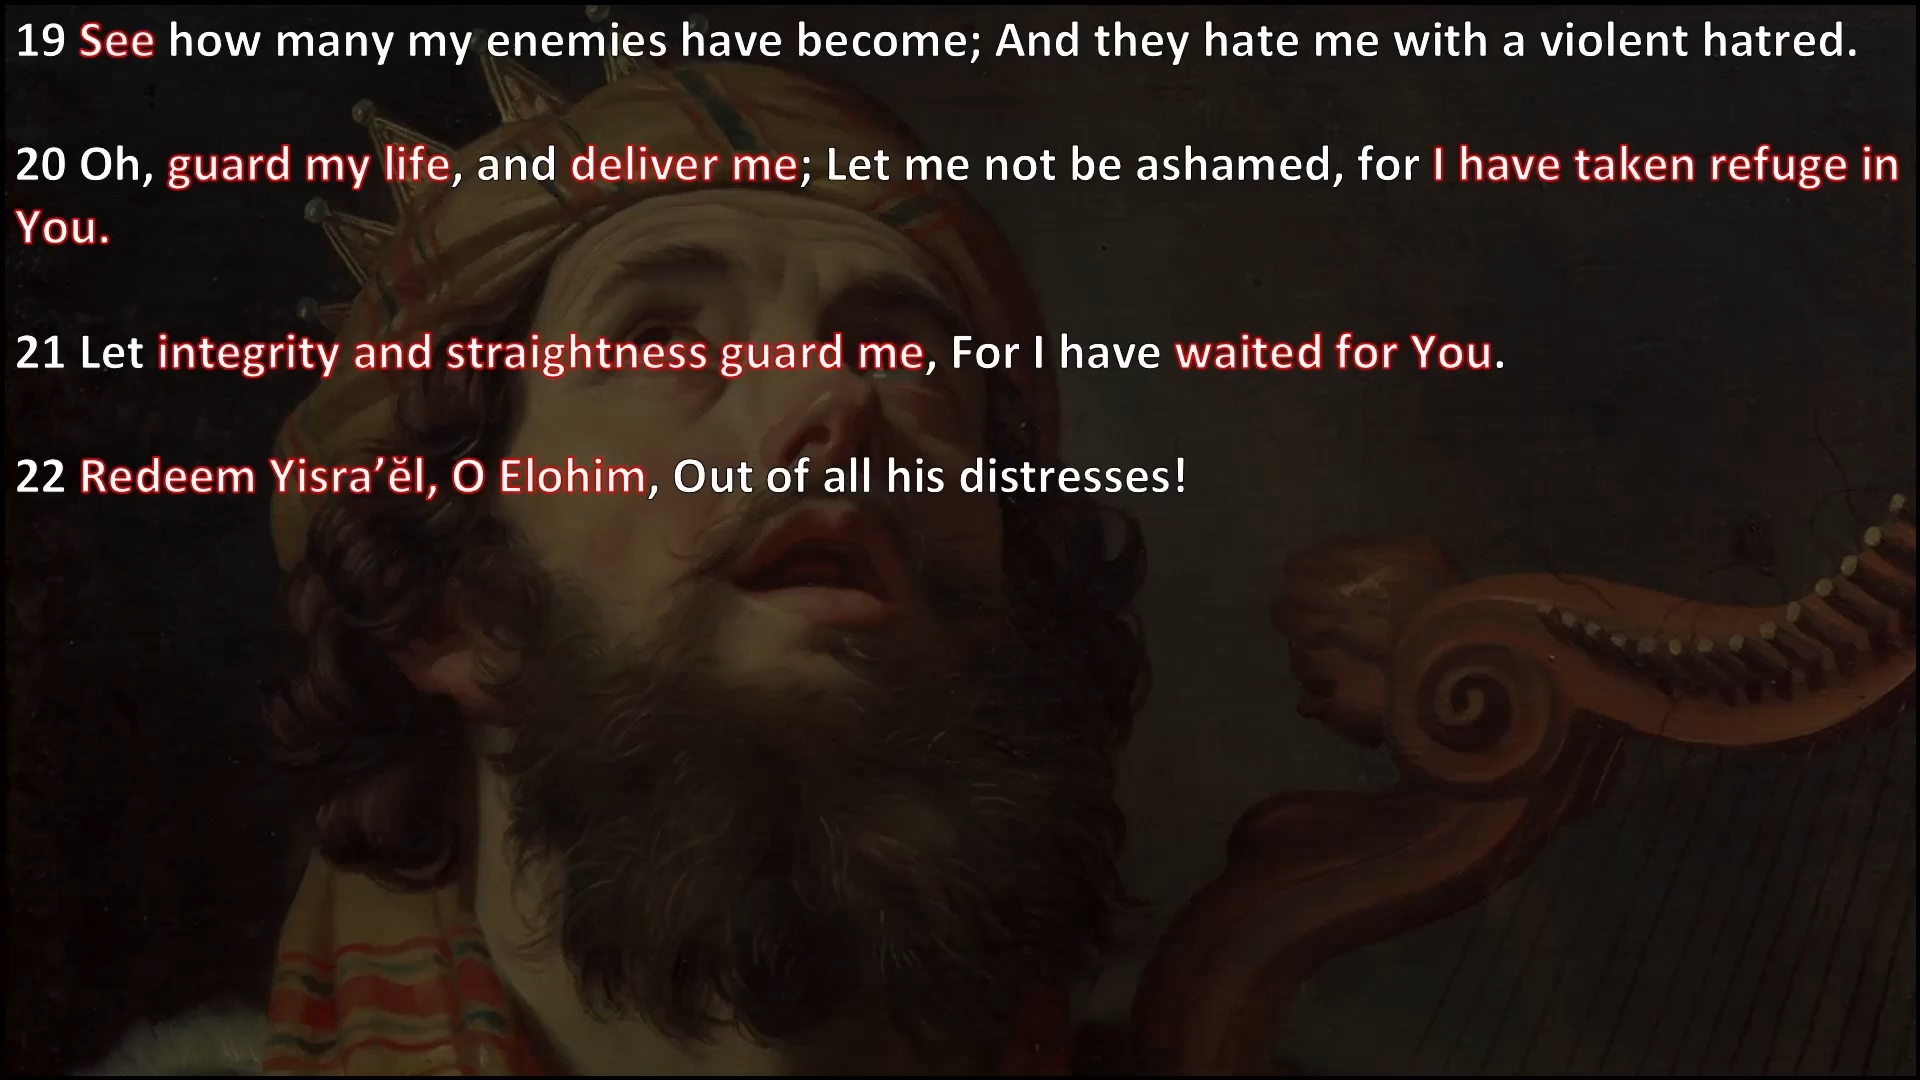 19 See how many my enemies have become; And they hate me with a violent hatred.
20 Oh, guard my life, and deliver me; Let me not be ashamed, for I have taken refuge in
You.
21 Let integrity and straightness guard me, For I have waited for You.
22 Redeem Yisra’ĕl, O Elohim, Out of all his distresses!